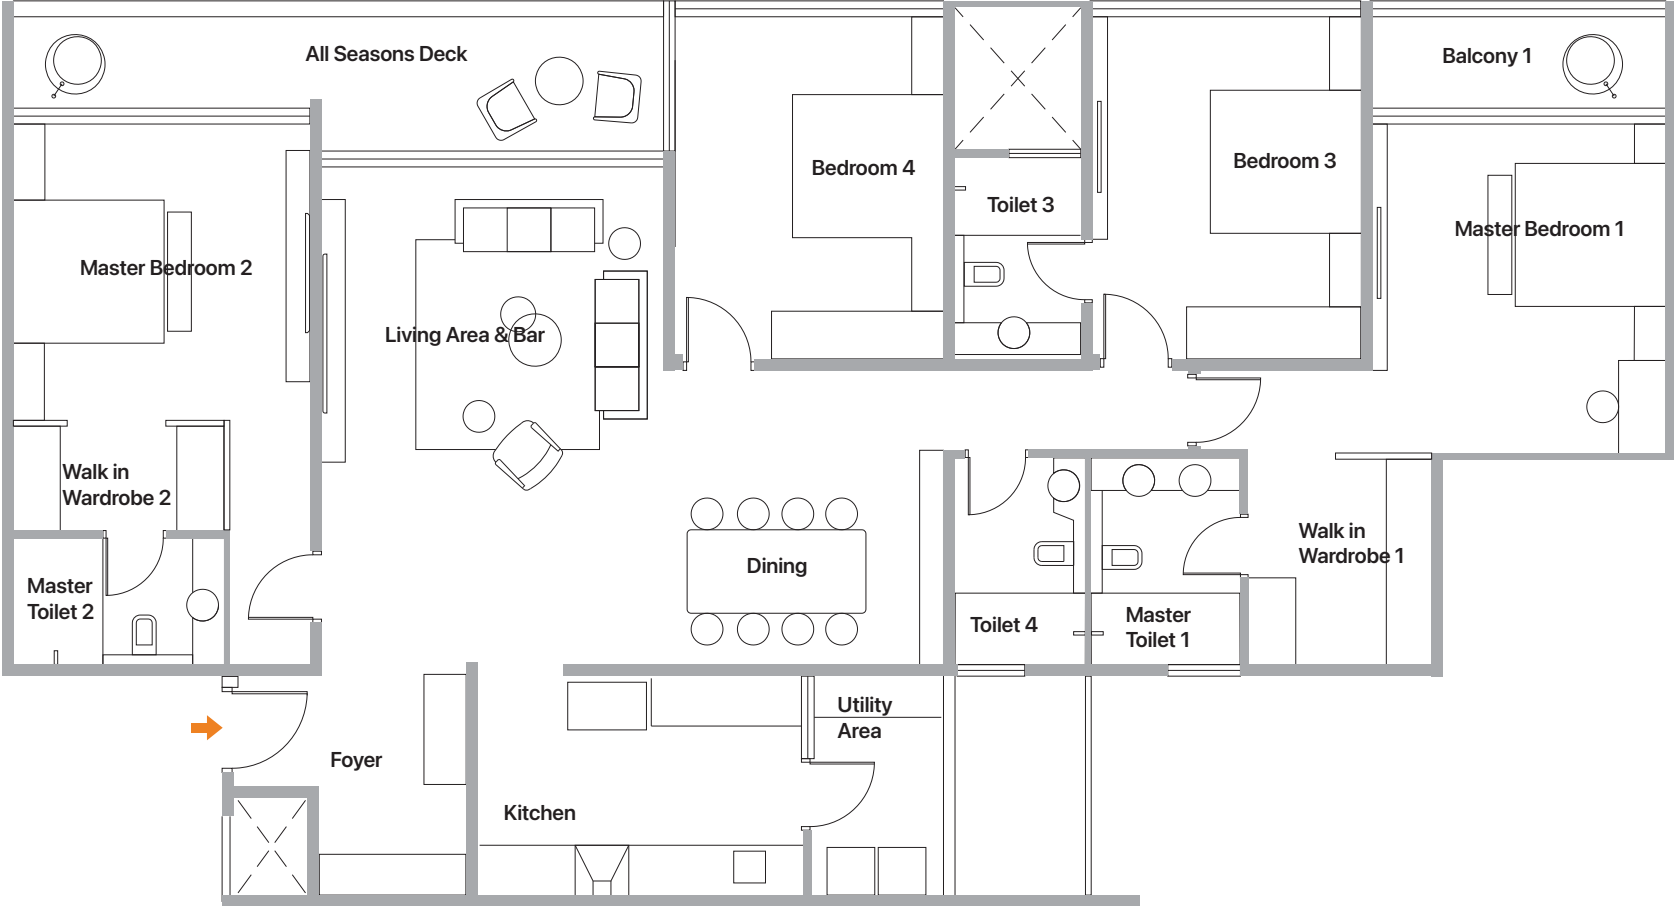 All Seasons Deck
Balcony 1
Bedroom 4
Bedroom 3
Toilet 3
Master Bedroom 1
Master Bedroom 2
Living Area & Bar
Walk in
Wardrobe 2
Walk in
Wardrobe 1
Dining
Master
Toilet 2
Toilet 4
Master
Toilet 1
Utility
Area
Foyer
Kitchen